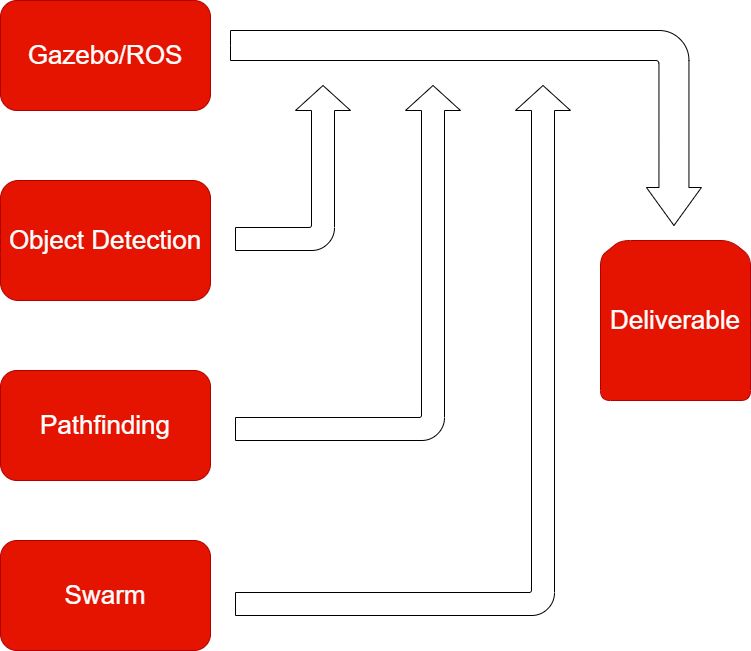 Gazebo/ROS
Object Detection
Deliverable
Pathfinding
Swarm